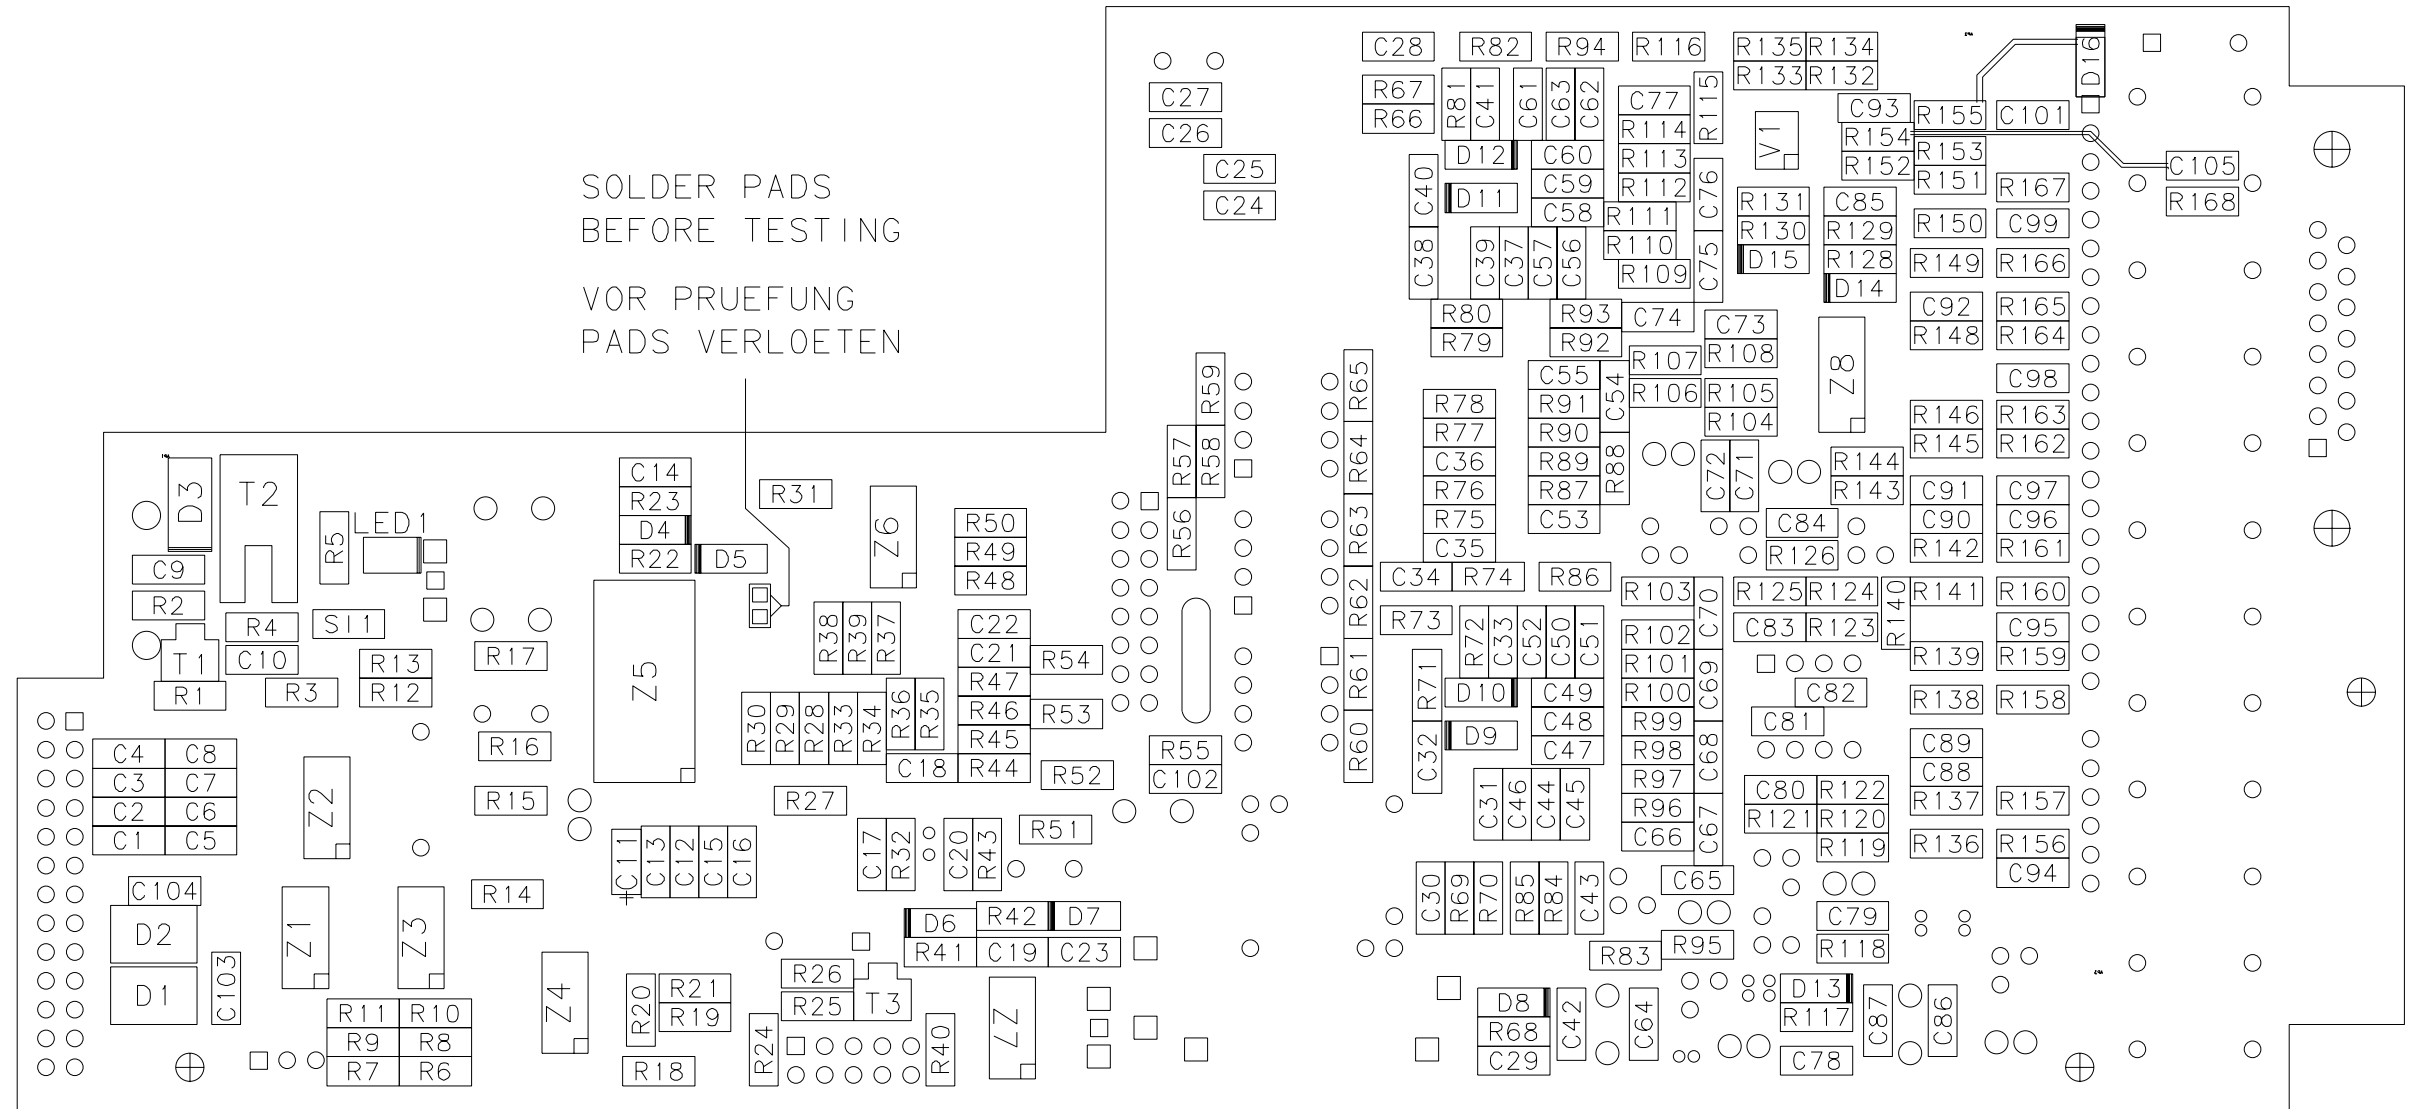 C28 R82 R94 R116 R135 R134 D16
R67 R133 R132
R66 R81 C41 C61 C63 C62 C77 R115 C93 R155 C101
C27 R114 V1 R154
C26 D12 C60 R113 R152 R153 C105
C25 C40 C59 R112 C76 R151 R167 R168
C24 D11 C58 R111 R131 C85 R150 C99
SOLDER PADS
BEFORE TESTING
VOR PRUEFUNG
PADS VERLOETEN
C38 C39 C37 C57 C56 R110 R109 C75 R130 R129 R149 R166
D15 R128 D14
R80 R93 C74 C73 C92 R165
R79 R92 R107 R108 Z8 R148 R164
R59 R65 C55 C54 R106 R105 C98
R78 R91 R104 R146 R163
R57 R58 R64 R77 R90 R145 R162
C36 R89 R88 C72 C71 R144
R76 R87 R143 C91 C97
R56 R63 R75 C53 C84 C90 C96
C35 R126 R142 R161
D3 T2 C14 R31
R23 Z6 R50
LED1 R5 D4 R49
C9 R22 D5 R48
R2 R4 SI1 Z5 R38 R39 R37 C22
T1 C10 R13 R17 C21 R54
R1 R3 R12 R47
R30 R29 R28 R33 R34 R36 R35 R46 R53
R16 R45 R55
C18 R44 R52 C102
R62 C34 R74 R86 R103 C70 R125 R124 R140 R141 R160
R73 R72 C33 C52 C50 C51 R102 C83 R123 C95
R61 R71 R101 C69 R139 R159
D10 C49 R100 C82 R138 R158
R60 C32 D9 C48 R99 C68 C81
C47 R98 C89
C31 C46 C44 C45 R97 C80 R122 C88
R96 C67 R121 R120 R137 R157
C66 R119 R136 R156
C4 C8 Z2 R15 R27 R51
C3 C7
C2 C6
C1 C5 C11 C13 C12 C15 C16 C17 R32 C20 R43
C104 Z1 Z3 R14
D2 D6 R42 D7
R41 C19 C23
D1 C103 Z4 R20 R21 R26 T3 Z7
R11 R10 R19 R25
R9 R8 R24 R40
R7 R6 R18
C30 R69 R70 R85 R84 C43 C65 C94
C79
R83 R95 R118
D8 C42 C64 D13 C87 C86
R68 R117
C29 C78